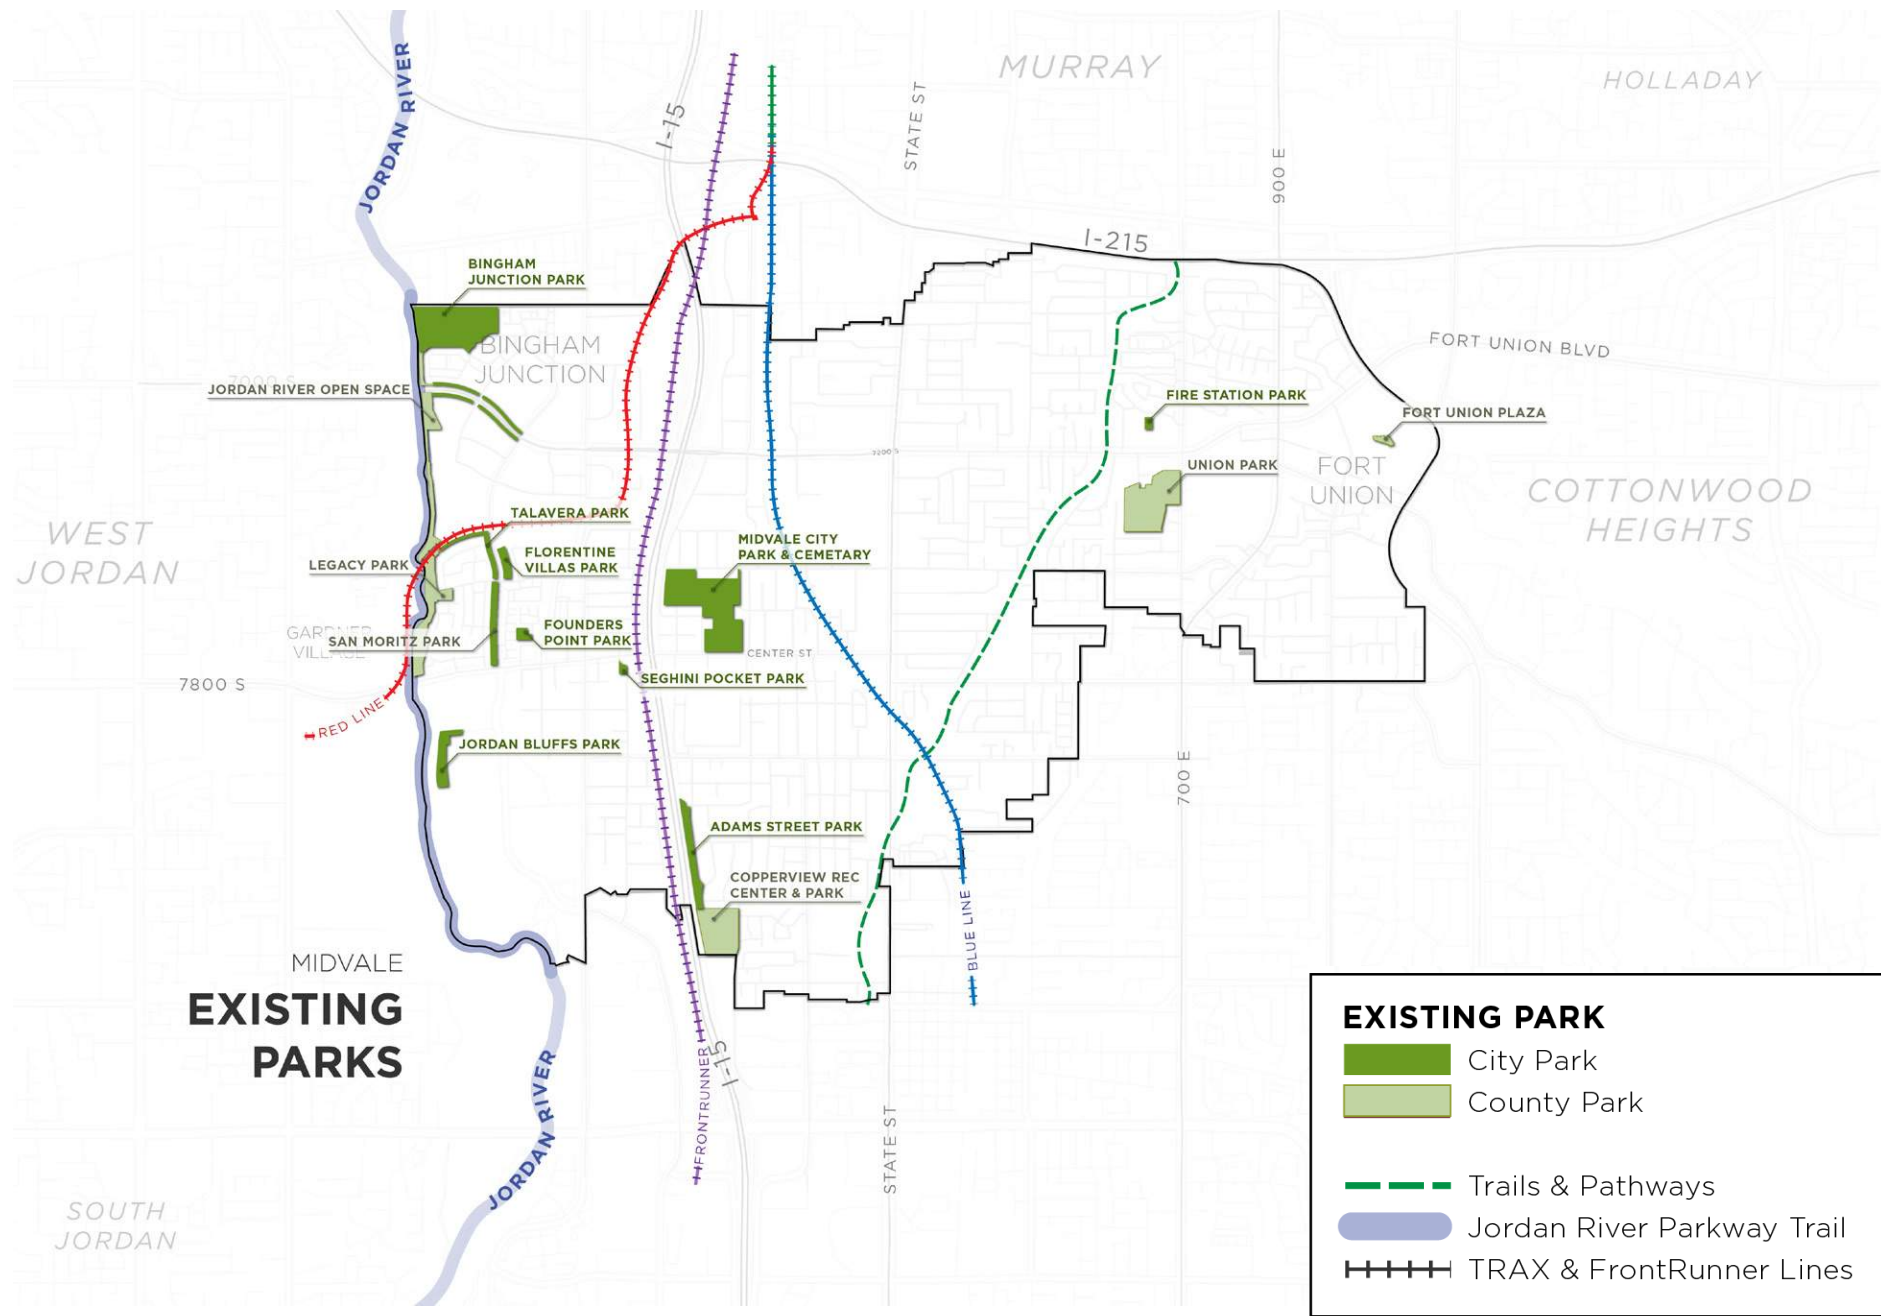 MURRAY
HOLLADAY
JORDAN RIVER
I-15
STATE ST
900 E
I-215
BINGHAM
JUNCTION PARK
BINGHAM
JUNCTION
FORT UNION BLVD
7000 S
JORDAN RIVER OPEN SPACE
FIRE STATION PARK
FORT UNION PLAZA
7200 S
UNION PARK
FORT
UNION
COTTONWOOD
HEIGHTS
WEST
JORDAN
TALAVERA PARK
FLORENTINE
VILLAS PARK
MIDVALE CITY
PARK & CEMETARY
LEGACY PARK
GARDNER
VILLAGE
SAN MORITZ PARK
FOUNDERS
POINT PARK
CENTER ST
7800 S
SEGHINI POCKET PARK
RED LINE
JORDAN BLUFFS PARK
700 E
ADAMS STREET PARK
COPPERVIEW REC
CENTER & PARK
BLUE LINE
MIDVALE
EXISTING
PARKS
I-15
FRONTRUNNER
JORDAN RIVER
STATE ST
SOUTH
JORDAN
EXISTING PARK
City Park
County Park
Trails & Pathways
Jordan River Parkway Trail
TRAX & FrontRunner Lines